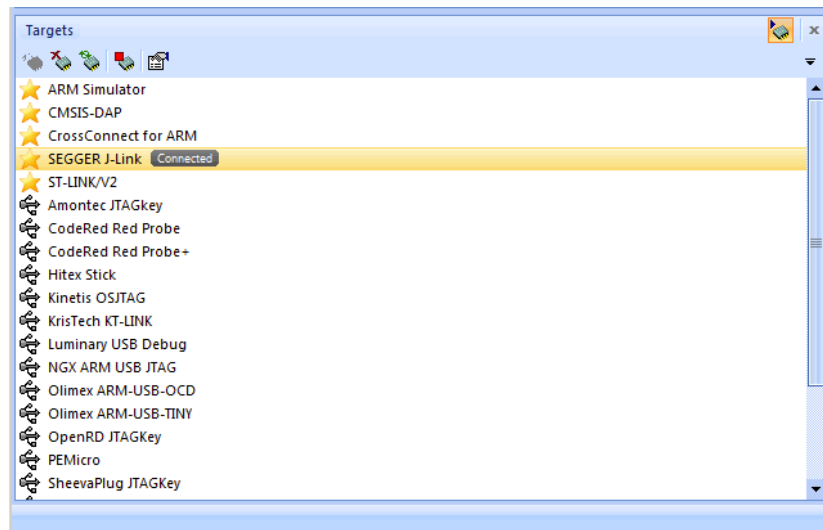 Targets
ARM Simulator
CMSIS-DAP
CrossConnect for ARM
SEGGER J-Link Connected
ST-LINK/V2
Amontec JTAGkey
CodeRed Red Probe
CodeRed Red Probe+
Hitex Stick
Kinetis OSJTAG
KrisTech KT-LINK
Luminary USB Debug
NGX ARM USB JTAG
Olimex ARM-USB-OCD
Olimex ARM-USB-TINY
OpenRD JTAGKey
PEMicro
SheevaPlug JTAGKey